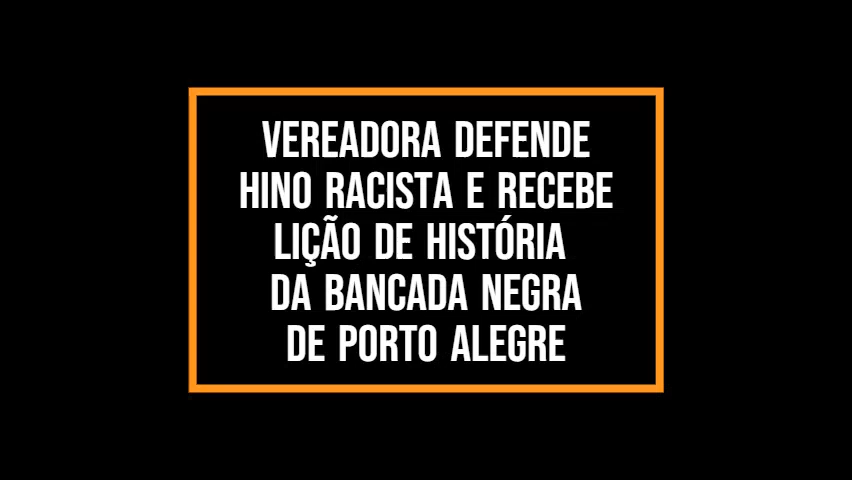 VEREADORA DEFENDE
HINO RACISTA E RECEBE
LIÇÃO DE HISTÓRIA
DA BANCADA NEGRA
DE PORTO ALEGRE